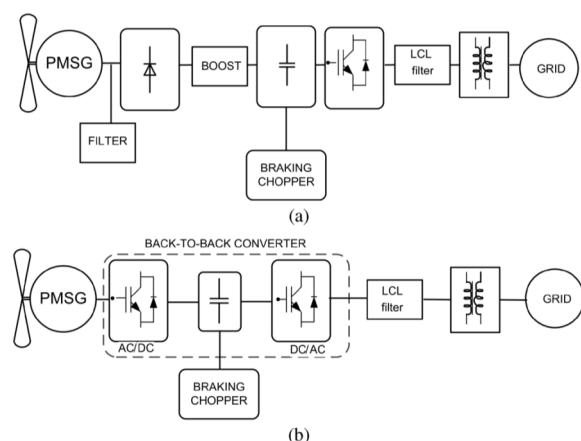 PMSG
BOOST
LCL
filter
GRID
FILTER
BRAKING
CHOPPER
(a)
BACK-TO-BACK CONVERTER
PMSG
LCL
filter
GRID
AC/DC
DC/AC
BRAKING
CHOPPER
(b)